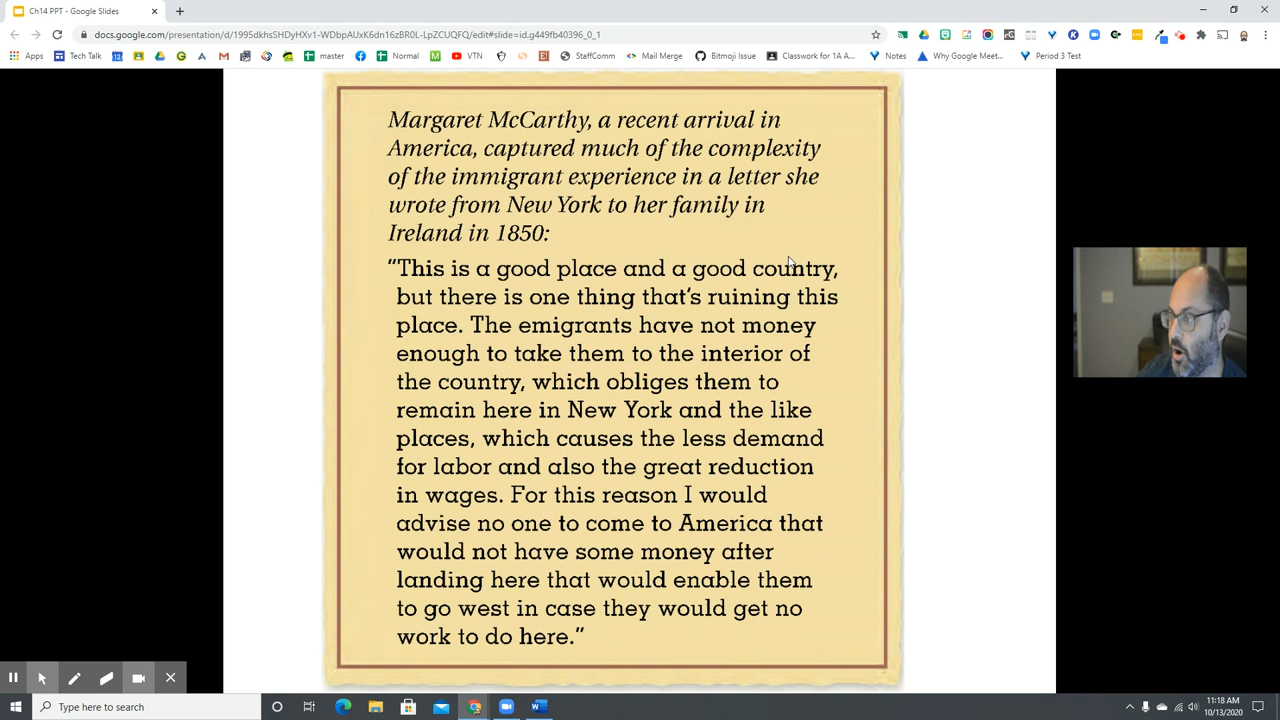 Ch14 PPT - Google Slides
docs.google.com/presentation/d/1995dkhsSHDyHXv1-WDbpAUxK6dn162bR0L-LpZCUQFQ/edit#slide=id.g449fb40396_0_1
Apps Tech Talk master Normal VTN StaffComm Mail Merge Bitmoji Issue Classwork for 1A A... Notes Why Google Meet... Period 3 Test
Margaret McCarthy, a recent arrival in
America, captured much of the complexity
of the immigrant experience in a letter she
wrote from New York to her family in
Ireland in 1850:
“This is a good place and a good country,
but there is one thing that’s ruining this
place. The emigrants have not money
enough to take them to the interior of
the country, which obliges them to
remain here in New York and the like
places, which causes the less demand
for labor and also the great reduction
in wages. For this reason I would
advise no one to come to America that
would not have some money after
landing here that would enable them
to go west in case they would get no
work to do here.”
Type here to search
11:18 AM
10/13/2020